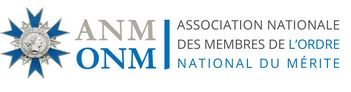 ANM
ONM
ASSOCIATION NATIONALE
DES MEMBRES DE L'ORDRE
NATIONAL DU MÉRITE